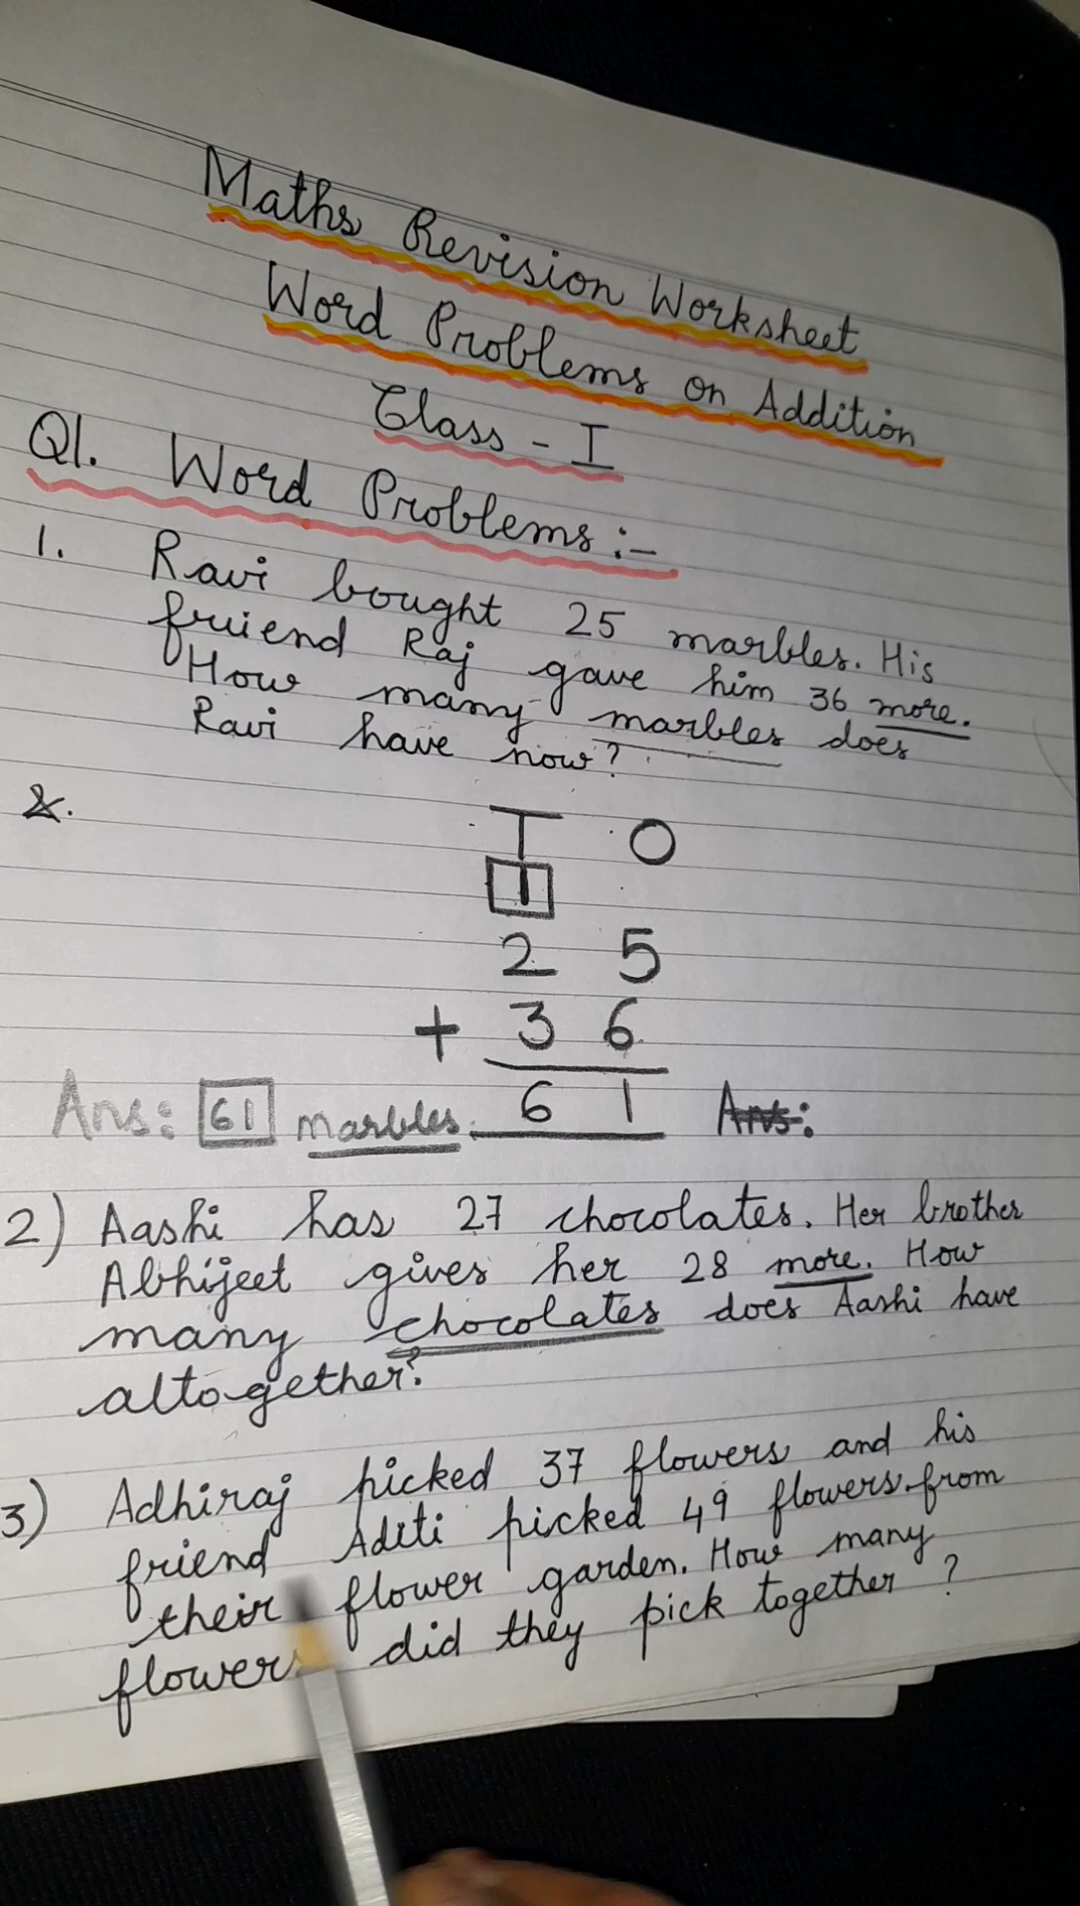 Maths Revision Worksheet
Word Problems on Addition
Class - I
Q1. Word Problems :-
1. Ravi bought 25 marbles. His
friend Raj gave him 36 more.
How many marbles does
Ravi have now?
2.
T O
1
2 5
+ 3 6
Ans: 61 marbles. 6 1 Ans:
2) Aashi has 27 chocolates. Her brother
Abhijeet gives her 28 more. How
many chocolates does Aashi have
altogether?
3) Adhiraj picked 37 flowers and his
friend Aditi picked 49 flowers from
their flower garden. How many
flowers did they pick together ?